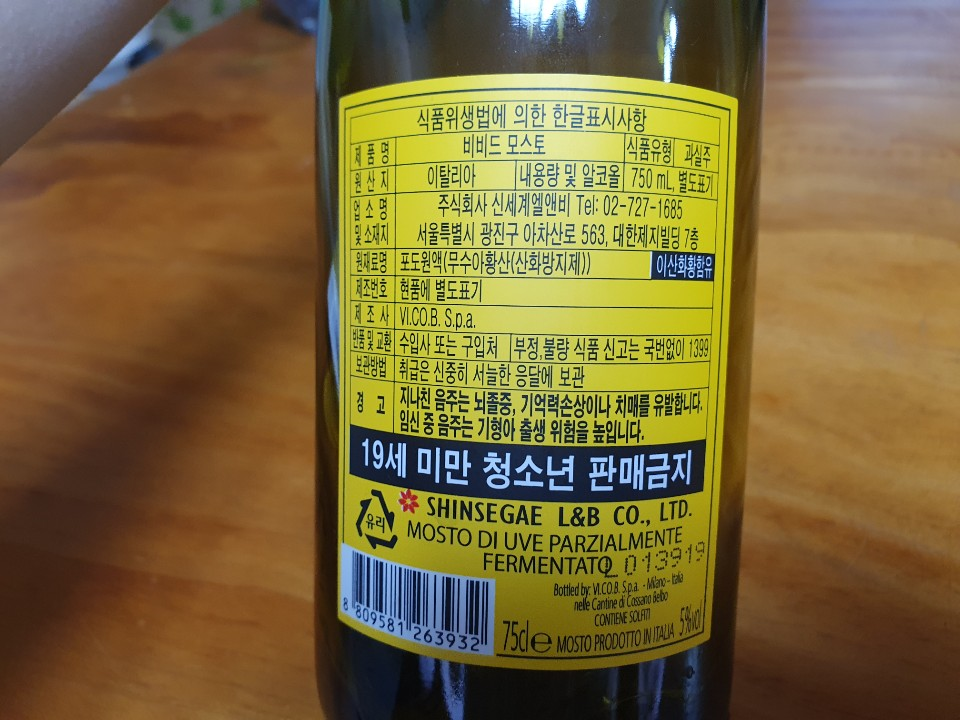 식품위생법에 의한 한글표시사항
제 품 명 비비드 모스토 식품유형 과실주
원 산 지 이탈리아 내용량 및 알코올 750 mL, 별도표기
업 소 명 및 소재지 주식회사 신세계엘앤비 Tel: 02-727-1685
서울특별시 광진구 아차산로 563, 대한제지빌딩 7층
원재료명 포도원액(무수아황산(산화방지제)) 이산화황함유
제조번호 현품에 별도표기
제 조 사 VI.CO.B. S.p.a.
반품 및 교환 수입사 또는 구입처 부정,불량 식품 신고는 국번없이 1399
보관방법 취급은 신중히 서늘한 응달에 보관
경 고 지나친 음주는 뇌졸중, 기억력손상이나 치매를 유발합니다.
임신 중 음주는 기형아 출생 위험을 높입니다.
19세 미만 청소년 판매금지
유리 SHINSEGAE L&B CO., LTD.
MOSTO DI UVE PARZIALMENTE
FERMENTATO 013919
Bottled by: VI.CO.B. S.p.a. - Milano - Italia
nelle Cantine di Cossano Belbo
CONTIENE SOLFITI
8 809581 263932
75cl e MOSTO PRODOTTO IN ITALIA 5%vol